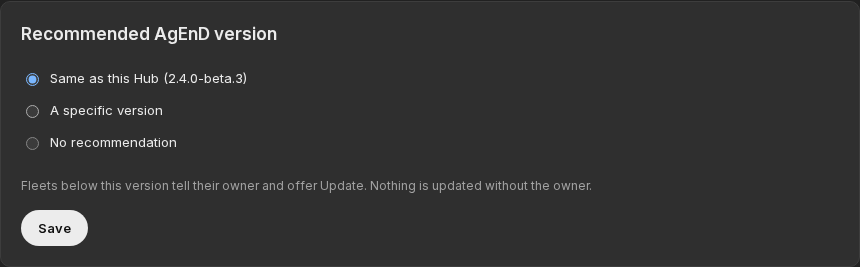 Recommended AgEnD version
Same as this Hub (2.4.0-beta.3)
A specific version
No recommendation
Fleets below this version tell their owner and offer Update. Nothing is updated without the owner.
Save